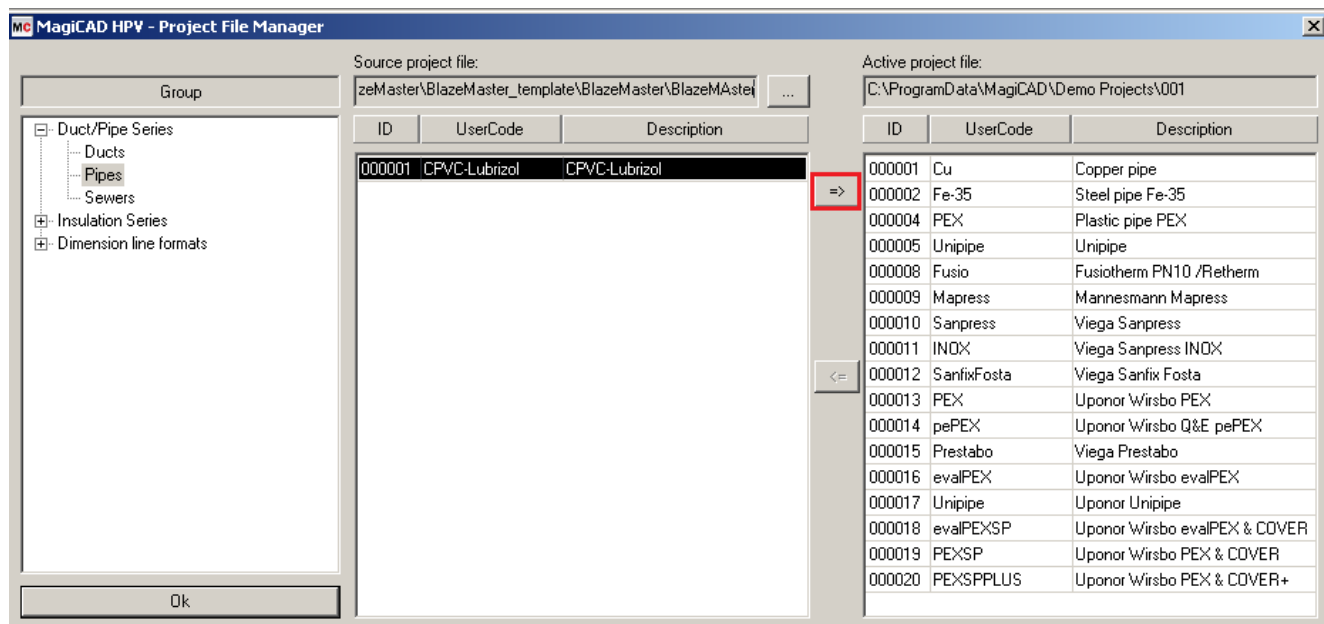 MC MagiCAD HPV - Project File Manager
Source project file:
Active project file:
Group
zeMaster\BlazeMaster_template\BlazeMaster\BlazeMAster
...
C:\ProgramData\MagiCAD\Demo Projects\001
Duct/Pipe Series
Ducts
Pipes
Sewers
Insulation Series
Dimension line formats
Ok
ID UserCode Description
000001 CPVC-Lubrizol CPVC-Lubrizol
=>
<=
ID UserCode Description
000001 Cu Copper pipe
000002 Fe-35 Steel pipe Fe-35
000004 PEX Plastic pipe PEX
000005 Unipipe Unipipe
000008 Fusio Fusiotherm PN10 /Retherm
000009 Mapress Mannesmann Mapress
000010 Sanpress Viega Sanpress
000011 INOX Viega Sanpress INOX
000012 SanfixFosta Viega Sanfix Fosta
000013 PEX Uponor Wirsbo PEX
000014 pePEX Uponor Wirsbo Q&E pePEX
000015 Prestabo Viega Prestabo
000016 evalPEX Uponor Wirsbo evalPEX
000017 Unipipe Uponor Unipipe
000018 evalPEXSP Uponor Wirsbo evalPEX & COVER
000019 PEXSP Uponor Wirsbo PEX & COVER
000020 PEXSPPLUS Uponor Wirsbo PEX & COVER+